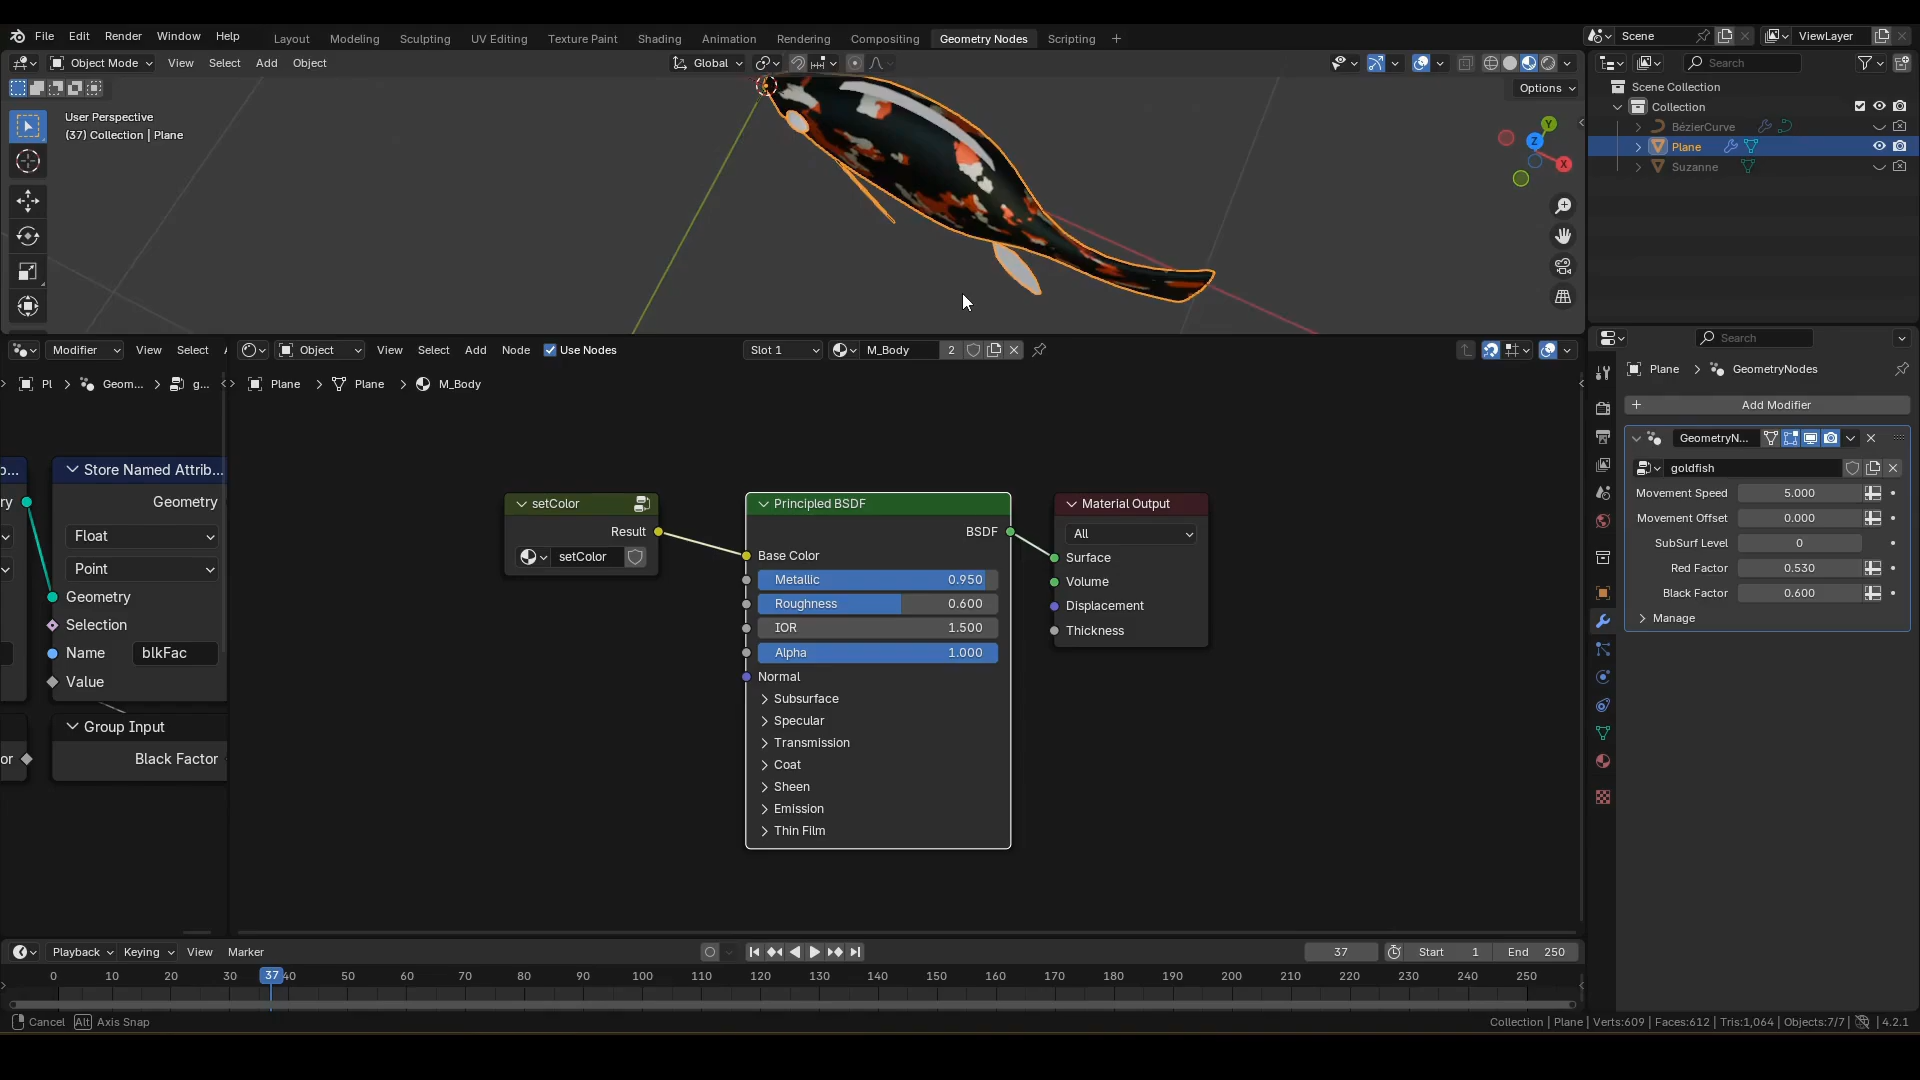 File Edit Render Window Help Layout Modeling Sculpting UV Editing Texture Paint Shading Animation Rendering Compositing Geometry Nodes Scripting + Scene ViewLayer
Object Mode View Select Add Object Global Search
Options
User Perspective
(37) Collection | Plane
Y
Z
X
Scene Collection
Collection
BézierCurve
Plane
Suzanne
Modifier View Select Object View Select Add Node Use Nodes Slot 1 M_Body 2 Search
Pl > Geom... > g... Plane > Plane > M_Body
Plane > GeometryNodes
Add Modifier
GeometryN...
goldfish
Movement Speed 5.000
Movement Offset 0.000
SubSurf Level 0
Red Factor 0.530
Black Factor 0.600
Manage
Store Named Attrib...
Geometry
Float
Point
Geometry
Selection
Name blkFac
Value
Group Input
Black Factor
setColor
Result
setColor
Principled BSDF
BSDF
Base Color
Metallic 0.950
Roughness 0.600
IOR 1.500
Alpha 1.000
Normal
Subsurface
Specular
Transmission
Coat
Sheen
Emission
Thin Film
Material Output
All
Surface
Volume
Displacement
Thickness
Playback Keying View Marker 37 Start 1 End 250
0 10 20 30 37 40 50 60 70 80 90 100 110 120 130 140 150 160 170 180 190 200 210 220 230 240 250
Cancel Alt Axis Snap Collection | Plane | Verts:609 | Faces:612 | Tris:1,064 | Objects:7/7 | 4.2.1